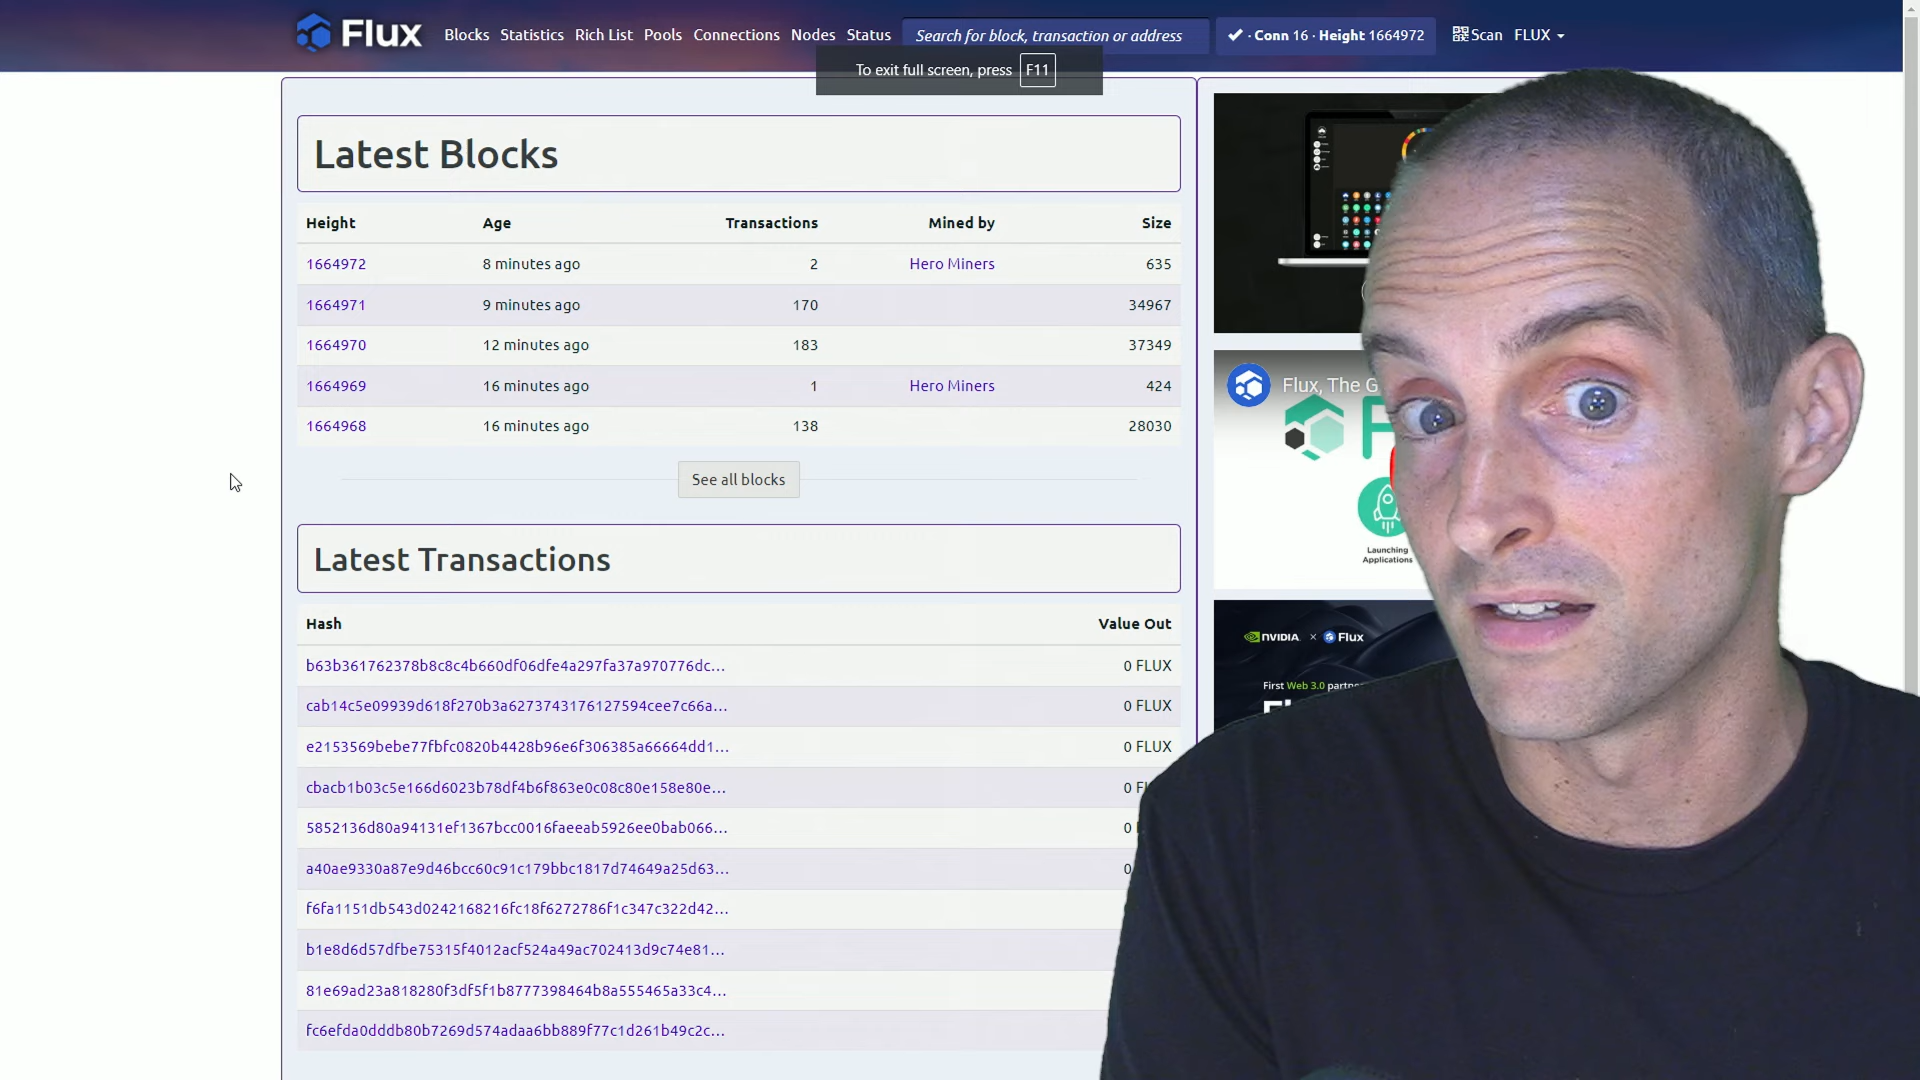 Flux Blocks Statistics Rich List Pools Connections Nodes Status Search for block, transaction or address · Conn 16 · Height 1664972 Scan FLUX
To exit full screen, press F11
Latest Blocks
Height Age Transactions Mined by Size
1664972 8 minutes ago 2 Hero Miners 635
1664971 9 minutes ago 170 34967
1664970 12 minutes ago 183 37349
1664969 16 minutes ago 1 Hero Miners 424
1664968 16 minutes ago 138 28030
See all blocks
Latest Transactions
Hash Value Out
b63b361762378b8c8c4b660df06dfe4a297fa37a970776dc... 0 FLUX
cab14c5e09939d618f270b3a6273743176127594cee7c66a... 0 FLUX
e2153569bebe77fbfc0820b4428b96e6f306385a66664dd1... 0 FLUX
cbacb1b03c5e166d6023b78df4b6f863e0c08c80e158e80e... 0
5852136d80a94131ef1367bcc0016faeeab5926ee0bab066... 0
a40ae9330a87e9d46bcc60c91c179bbc1817d74649a25d63... 0
f6fa1151db543d0242168216fc18f6272786f1c347c322d42...
b1e8d6d57dfbe75315f4012acf524a49ac702413d9c74e81...
81e69ad23a818280f3df5f1b8777398464b8a555465a33c4...
fc6efda0dddb80b7269d574adaa6bb889f77c1d261b49c2c...
Flux, The G
Launching
Applications
NVIDIA × Flux
First Web 3.0